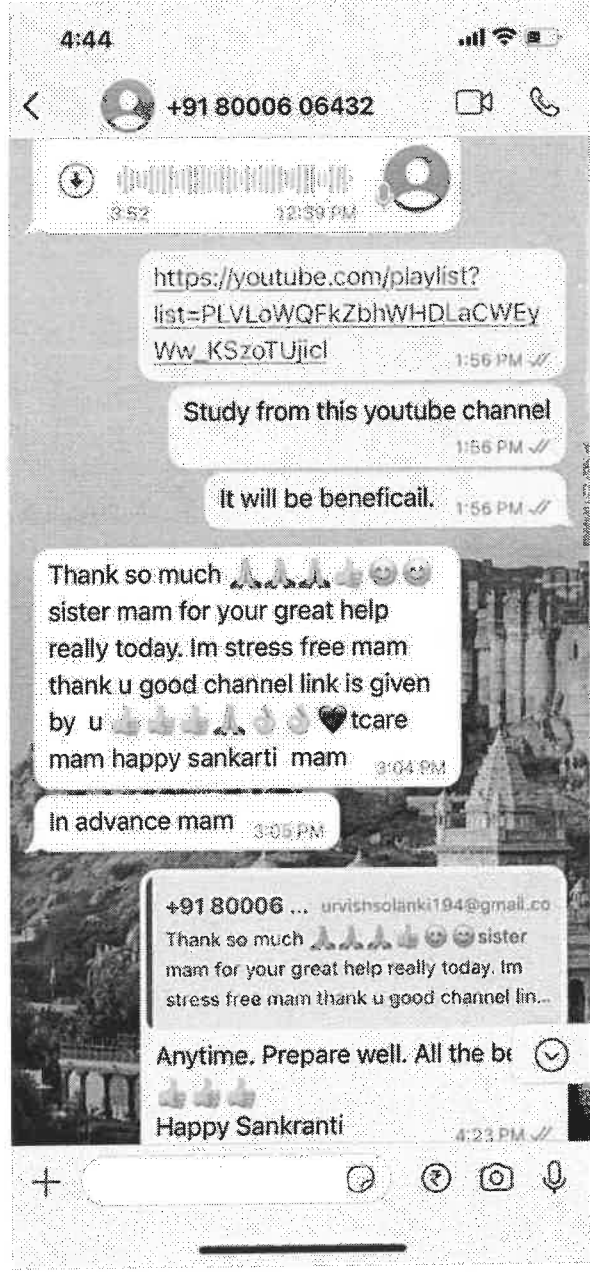 4:44
+91 80006 06432
3:52 12:39 PM
https://youtube.com/playlist?
list=PLVLoWQFkZbhWHDLaCWEy
Ww_KSzoTUjicl 1:56 PM
Study from this youtube channel
1:56 PM
It will be beneficail. 1:56 PM
Thank so much 🙏🙏🙏👍😊😊
sister mam for your great help
really today. Im stress free mam
thank u good channel link is given
by u 👍👍👍🙏👌👌🖤tcare
mam happy sankarti mam 3:04 PM
In advance mam 3:05 PM
+91 80006 ... urvishsolanki194@gmail.co
Thank so much 🙏🙏🙏👍😊😊sister
mam for your great help really today. Im
stress free mam thank u good channel lin...
Anytime. Prepare well. All the be
👍👍👍
Happy Sankranti 4:23 PM